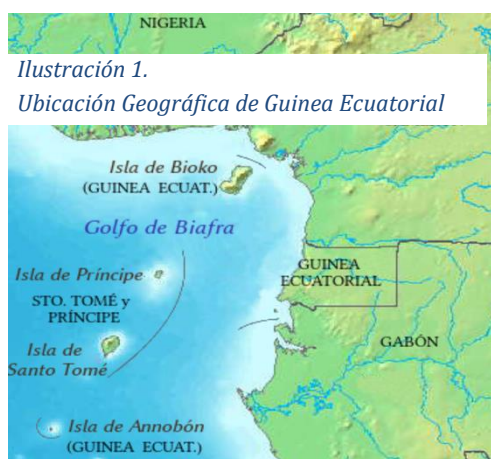 NIGERIA
Ilustración 1.
Ubicación Geográfica de Guinea Ecuatorial
Isla de Bioko
(GUINEA ECUAT.)
Golfo de Biafra
Isla de Príncipe
STO. TOMÉ y
PRÍNCIPE
Isla de
Santo Tomé
GUINEA
ECUATORIAL
GABÓN
Isla de Annobón
(GUINEA ECUAT.)